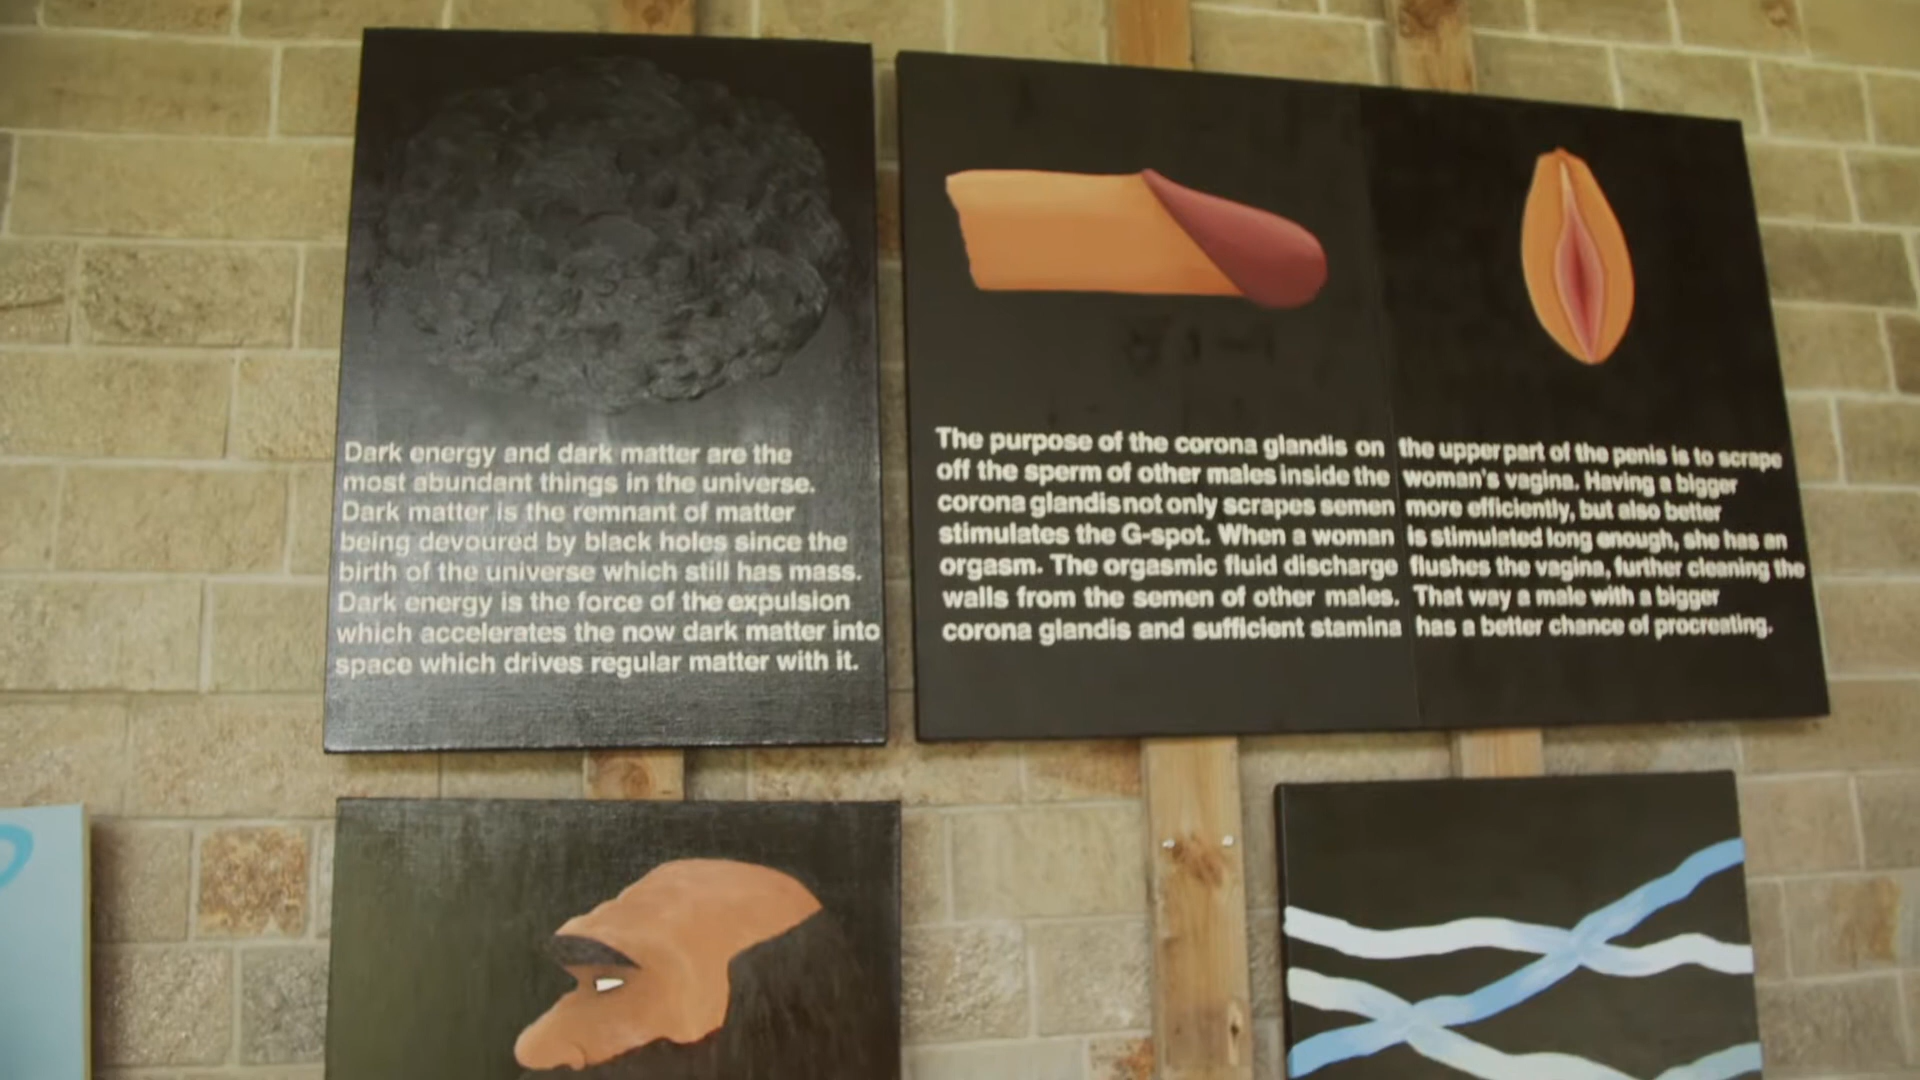 Dark energy and dark matter are the
most abundant things in the universe.
Dark matter is the remnant of matter
being devoured by black holes since the
birth of the universe which still has mass.
Dark energy is the force of the expulsion
which accelerates the now dark matter into
space which drives regular matter with it.
The purpose of the corona glandis on the upper part of the penis is to scrape
off the sperm of other males inside the woman's vagina. Having a bigger
corona glandis not only scrapes semen more efficiently, but also better
stimulates the G-spot. When a woman is stimulated long enough, she has an
orgasm. The orgasmic fluid discharge flushes the vagina, further cleaning the
walls from the semen of other males. That way a male with a bigger
corona glandis and sufficient stamina has a better chance of procreating.